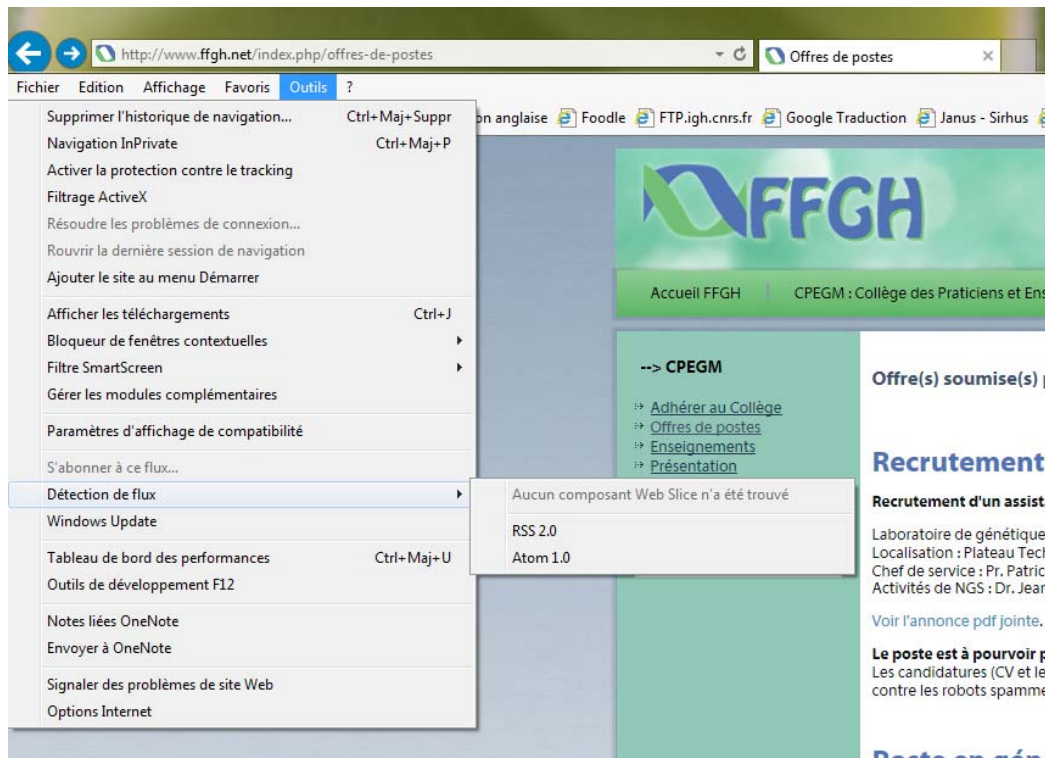 http://www.ffgh.net/index.php/offres-de-postes
Offres de postes
Fichier Edition Affichage Favoris Outils ?
on anglaise Foodle FTP.igh.cnrs.fr Google Traduction Janus - Sirhus
Supprimer l'historique de navigation... Ctrl+Maj+Suppr
Navigation InPrivate Ctrl+Maj+P
Activer la protection contre le tracking
Filtrage ActiveX
Résoudre les problèmes de connexion...
Rouvrir la dernière session de navigation
Ajouter le site au menu Démarrer
Afficher les téléchargements Ctrl+J
Bloqueur de fenêtres contextuelles
Filtre SmartScreen
Gérer les modules complémentaires
Paramètres d'affichage de compatibilité
S'abonner à ce flux...
Détection de flux
Windows Update
Tableau de bord des performances Ctrl+Maj+U
Outils de développement F12
Notes liées OneNote
Envoyer à OneNote
Signaler des problèmes de site Web
Options Internet
Aucun composant Web Slice n'a été trouvé
RSS 2.0
Atom 1.0
FFGH
Accueil FFGH CPEGM : Collège des Praticiens et Ens
--> CPEGM
Adhérer au Collège
Offres de postes
Enseignements
Présentation
Offre(s) soumise(s)
Recrutement
Recrutement d'un assist
Laboratoire de génétique
Localisation : Plateau Tech
Chef de service : Pr. Patric
Activités de NGS : Dr. Jean
Voir l'annonce pdf jointe.
Le poste est à pourvoir p
Les candidatures (CV et le
contre les robots spamme
Poste en gén